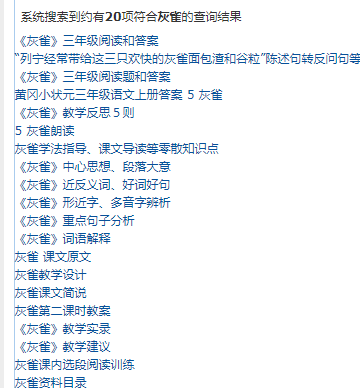 系统搜索到约有20项符合灰雀的查询结果
《灰雀》三年级阅读和答案
“列宁经常带给这三只欢快的灰雀面包渣和谷粒”陈述句转反问句等
《灰雀》三年级阅读题和答案
黄冈小状元三年级语文上册答案 5 灰雀
《灰雀》教学反思５则
5 灰雀朗读
灰雀学法指导、课文导读等零散知识点
《灰雀》中心思想、段落大意
《灰雀》近反义词、好词好句
《灰雀》形近字、多音字辨析
《灰雀》重点句子分析
《灰雀》词语解释
灰雀 课文原文
灰雀教学设计
灰雀课文简说
灰雀第二课时教案
《灰雀》教学实录
《灰雀》教学建议
灰雀课内选段阅读训练
灰雀资料目录